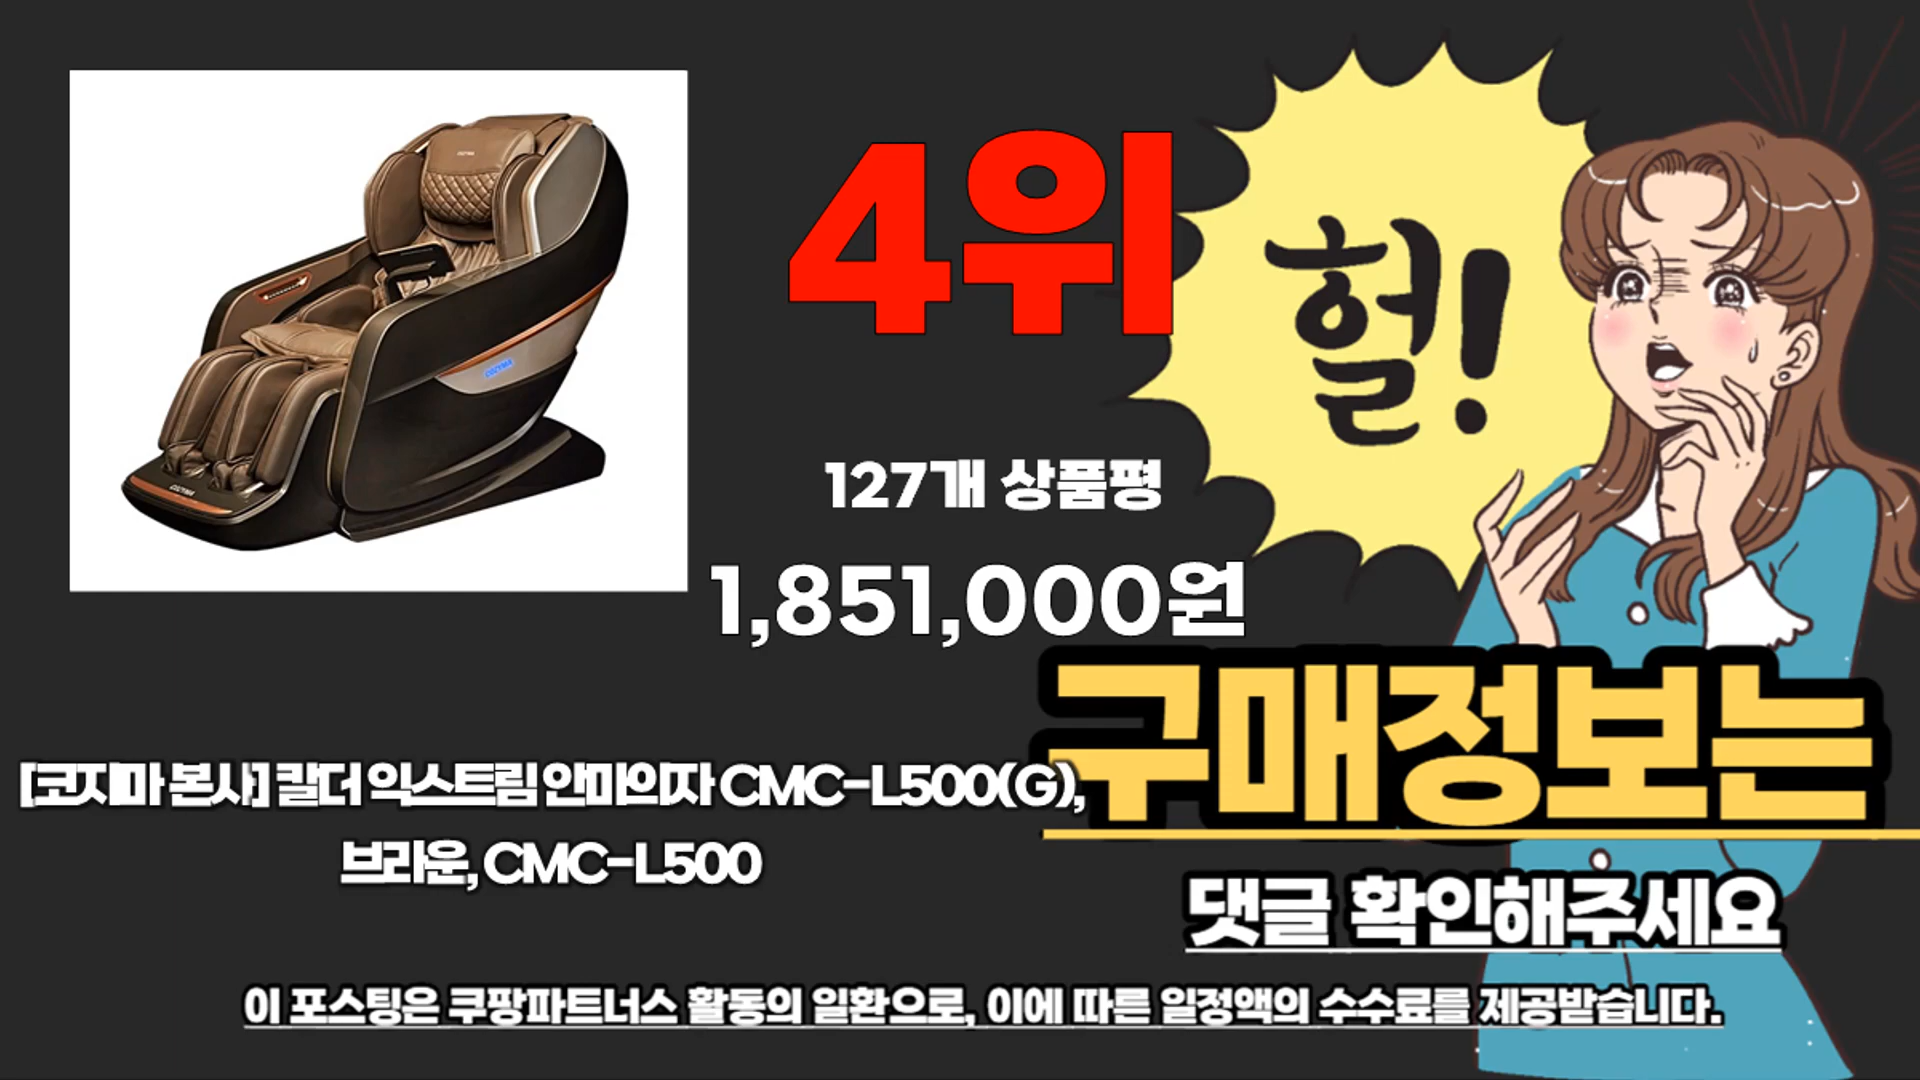 4위
헐!
127개 상품평
1,851,000원
구매정보는
[코지마 본사] 칼더 익스트림 안마의자 CMC-L500(G),
브라운, CMC-L500
댓글 확인해주세요
이 포스팅은 쿠팡파트너스 활동의 일환으로, 이에 따른 일정액의 수수료를 제공받습니다.
COZYMA
COZYMA
COZYMA